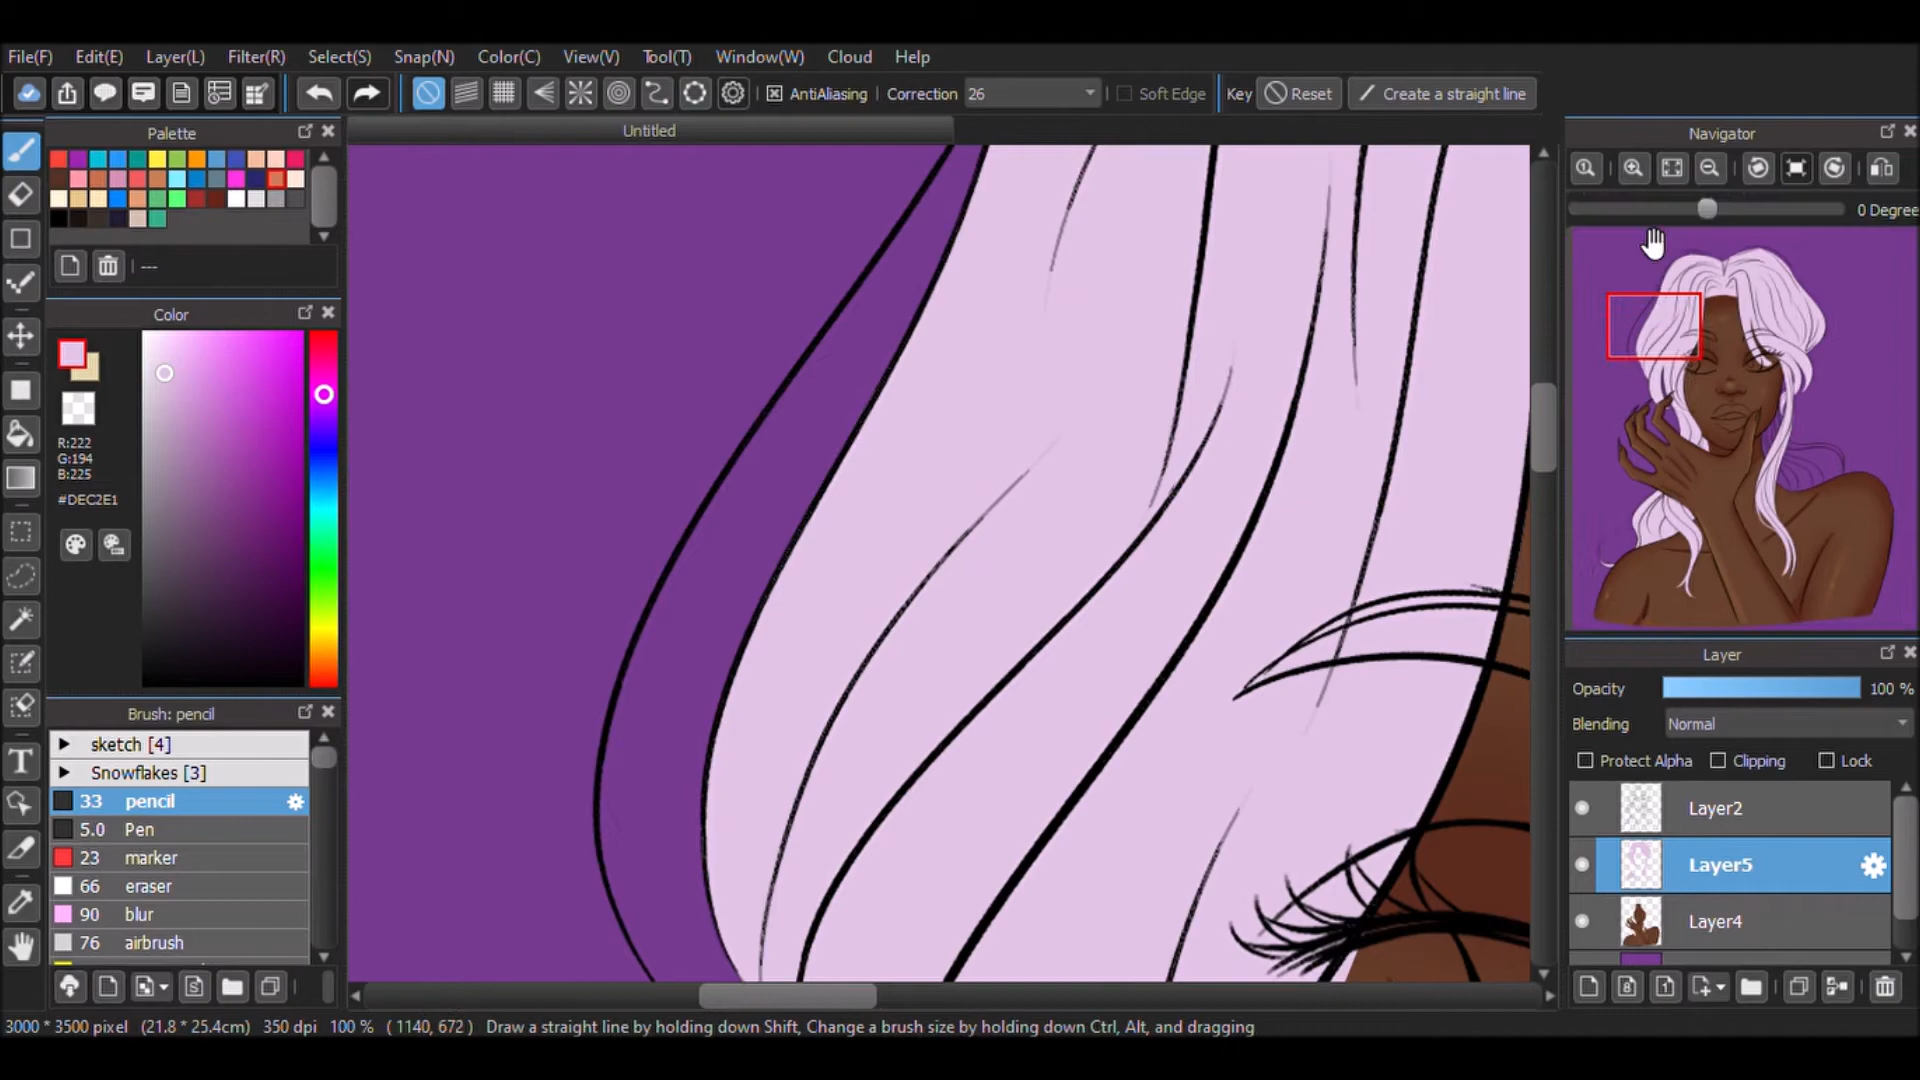 File(F) Edit(E) Layer(L) Filter(R) Select(S) Snap(N) Color(C) View(V) Tool(T) Window(W) Cloud Help
AntiAliasing Correction 26 Soft Edge Key Reset Create a straight line
Palette
Untitled
Navigator
0 Degree
---
Color
R:222
G:194
B:225
#DEC2E1
Brush: pencil
sketch [4]
Snowflakes [3]
33 pencil
5.0 Pen
23 marker
66 eraser
90 blur
76 airbrush
Layer
Opacity 100 %
Blending Normal
Protect Alpha Clipping Lock
Layer2
Layer5
Layer4
3000 * 3500 pixel (21.8 * 25.4cm) 350 dpi 100 % ( 1140, 672 ) Draw a straight line by holding down Shift, Change a brush size by holding down Ctrl, Alt, and dragging